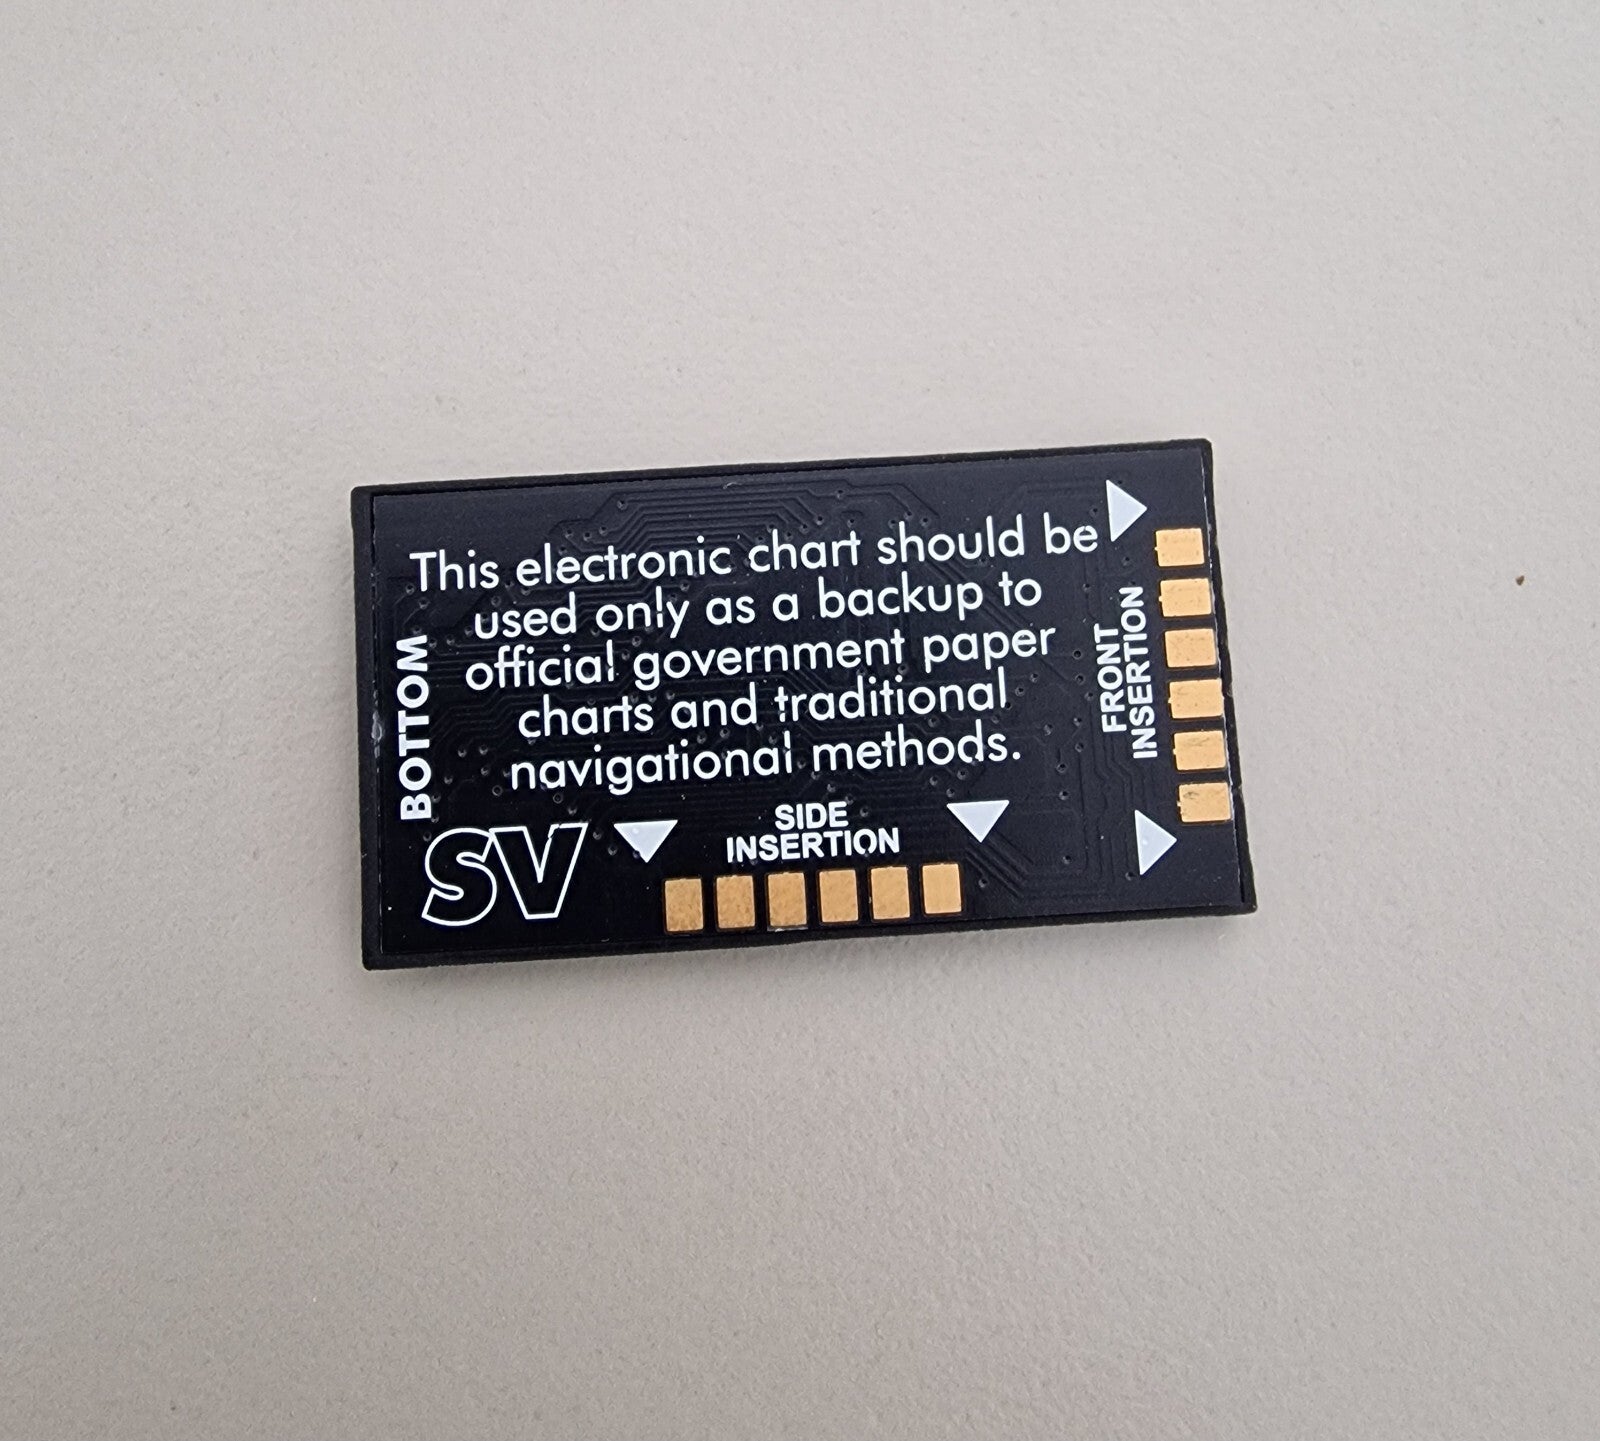 This electronic chart should be
used only as a backup to
official government paper
charts and traditional
navigational methods.
BOTTOM
FRONT
INSERTION
SIDE
INSERTION
SV